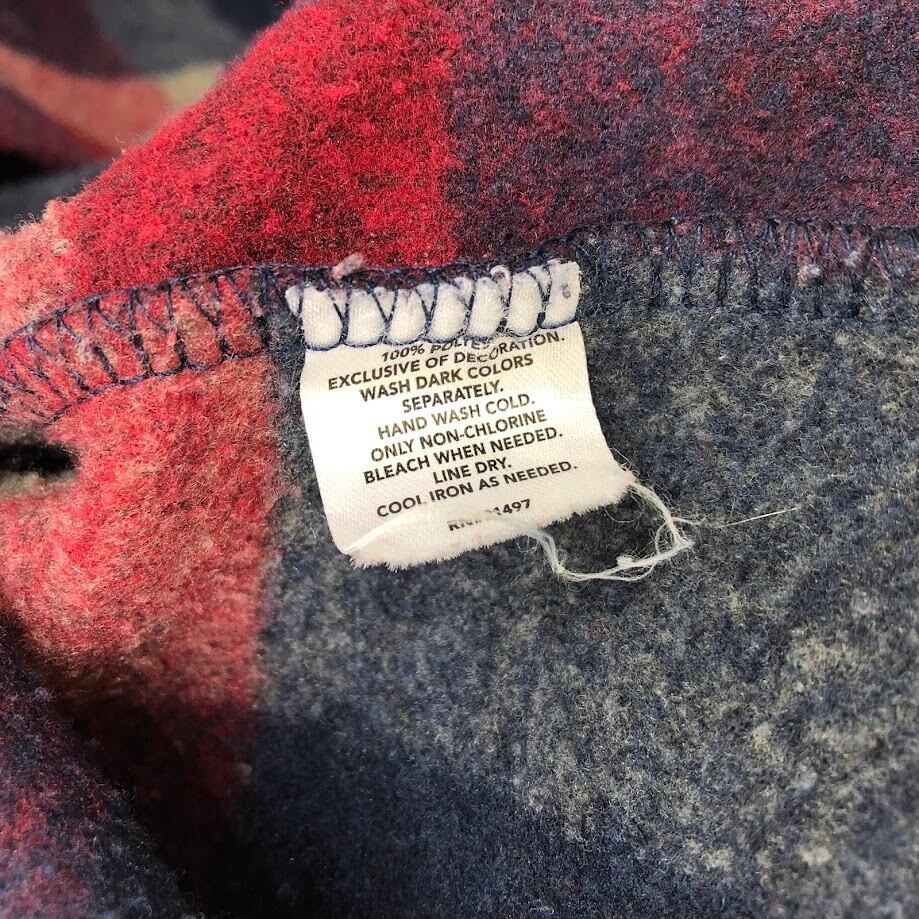 100%
EXCLUSIVE OF DECORATION.
WASH DARK COLORS
SEPARATELY.
HAND WASH COLD.
ONLY NON-CHLORINE
BLEACH WHEN NEEDED.
LINE DRY.
COOL IRON AS NEEDED.